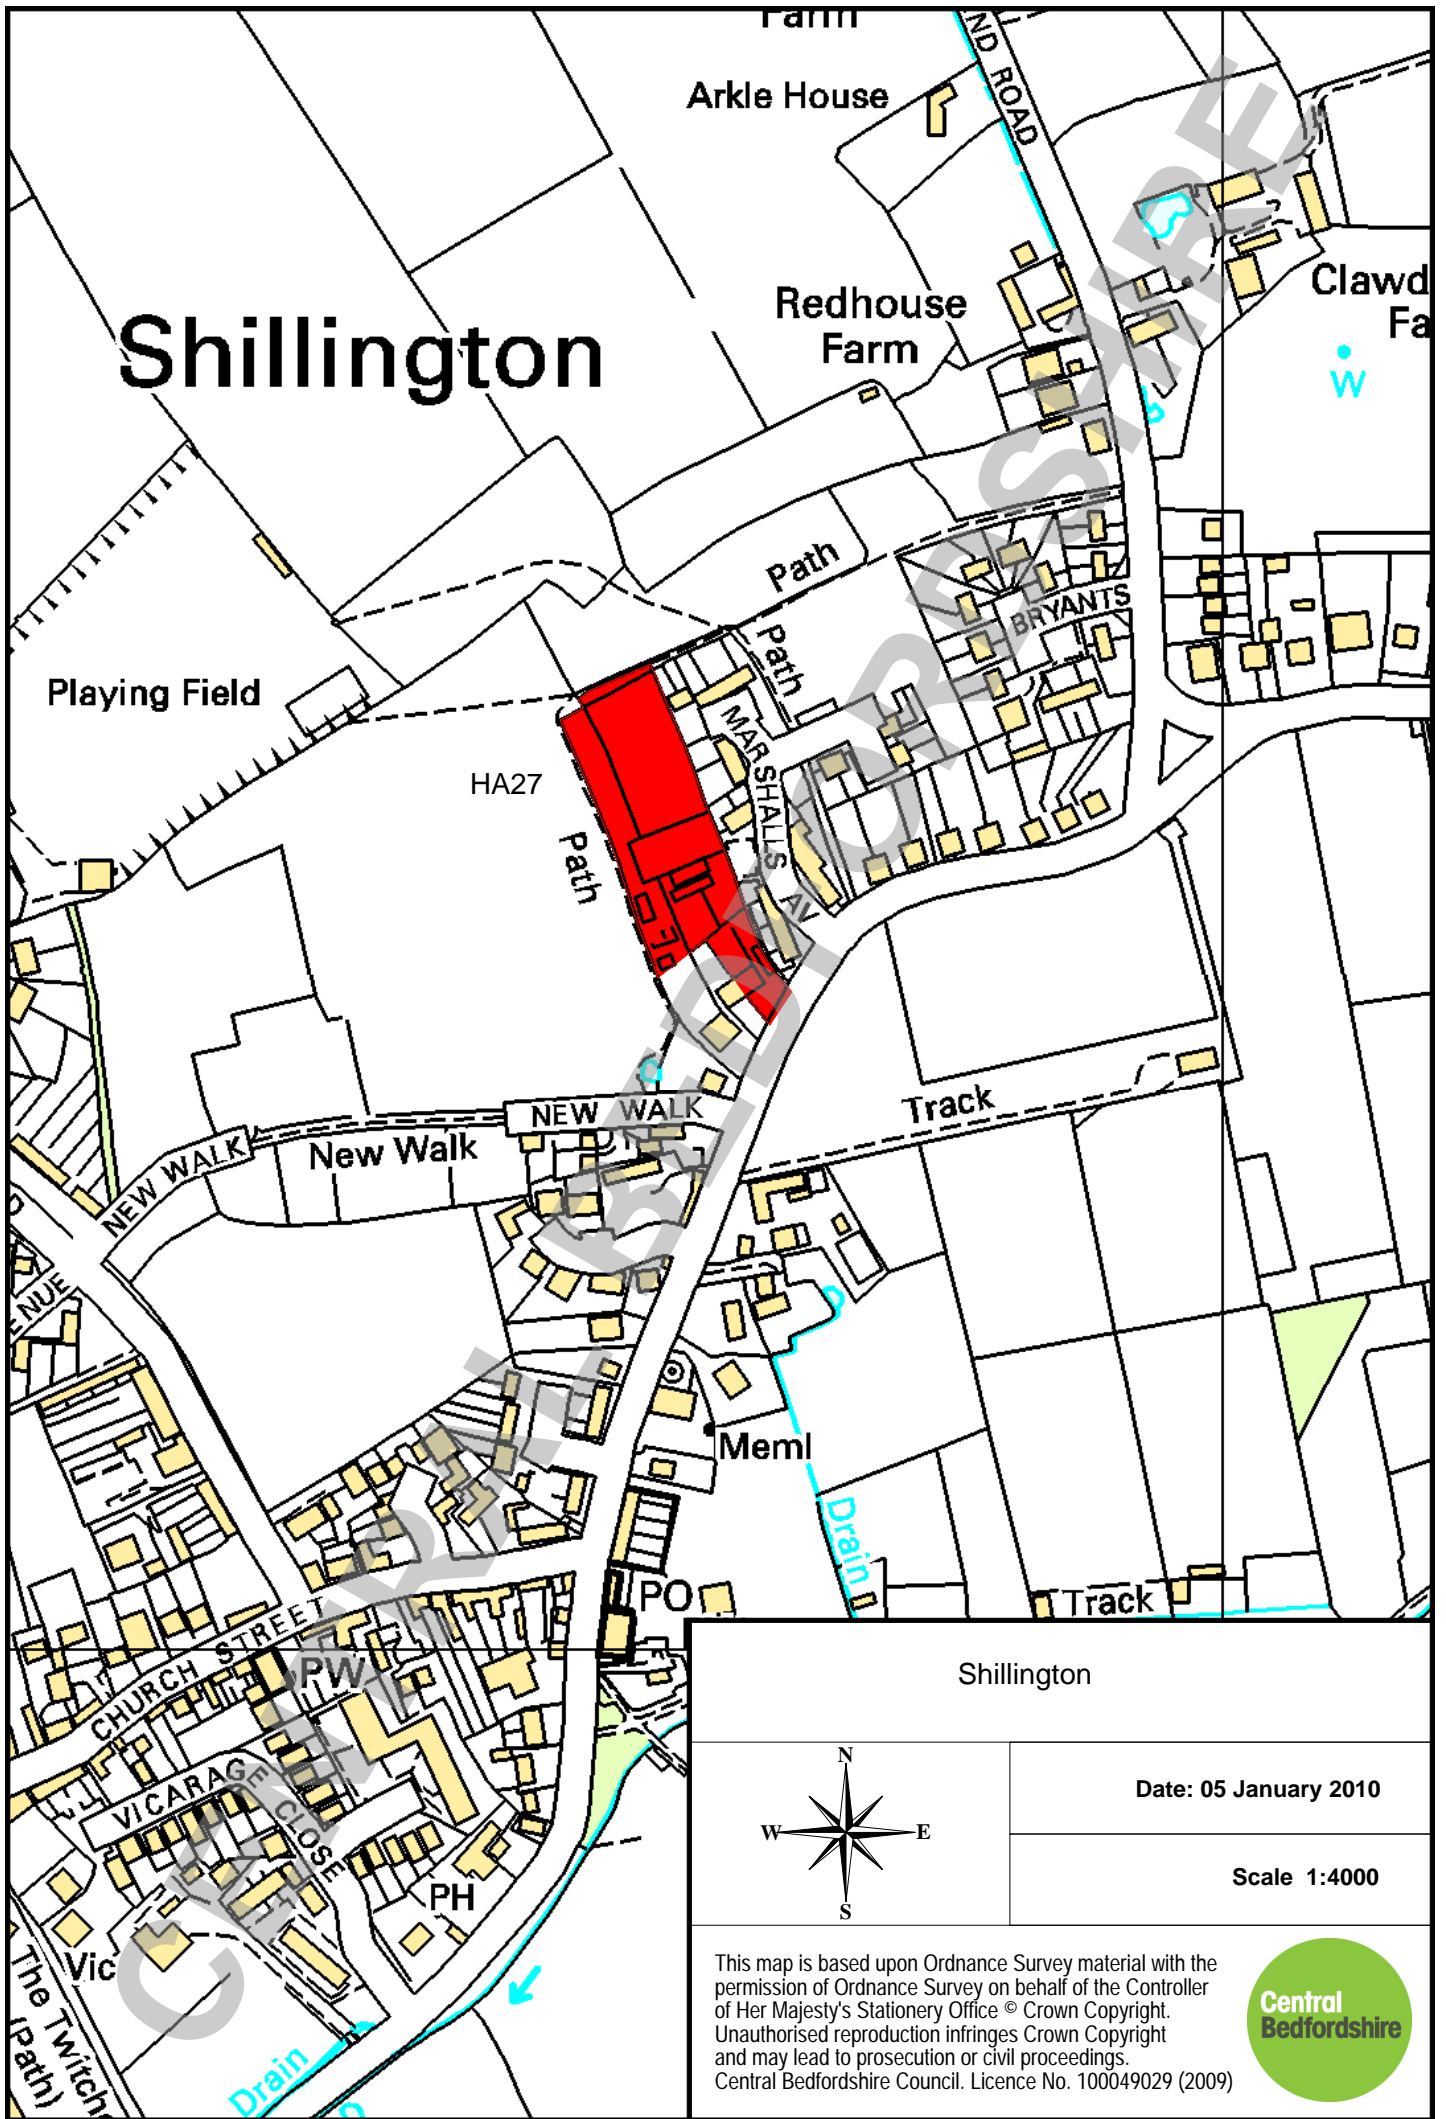 Farm
ND ROAD
Arkle House
Redhouse
Farm
Clawd
Fa
W
Shillington
Path
Path
BRYANTS
Playing Field
MARSHALLS AV
HA27
Path
Track
NEW WALK
New Walk
NEW WALK
ENUE
Meml
Drain
PO
Track
CHURCH STREET
PW
VICARAGE CLOSE
PH
Vic
The Twitche
(Path)
Drain
CENTRAL BEDFORDSHIRE
Shillington
N
W
E
S
Date: 05 January 2010
Scale 1:4000
This map is based upon Ordnance Survey material with the
permission of Ordnance Survey on behalf of the Controller
of Her Majesty's Stationery Office © Crown Copyright.
Unauthorised reproduction infringes Crown Copyright
and may lead to prosecution or civil proceedings.
Central Bedfordshire Council. Licence No. 100049029 (2009)
Central
Bedfordshire